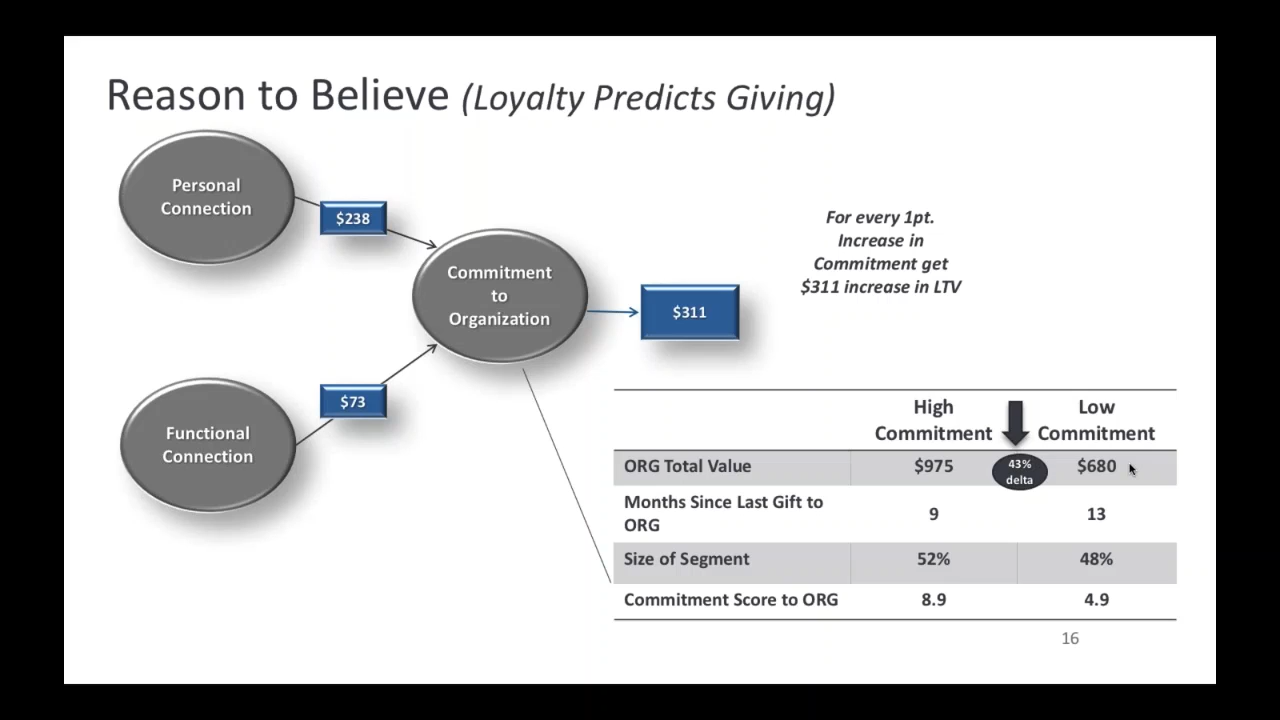 Reason to Believe (Loyalty Predicts Giving)
Personal
Connection
$238
For every 1pt.
Increase in
Commitment get
$311 increase in LTV
Commitment
to
Organization
$311
$73
Functional
Connection
High Commitment
Low Commitment
ORG Total Value $975 43% delta $680
Months Since Last Gift to
ORG 9 13
Size of Segment 52% 48%
Commitment Score to ORG 8.9 4.9
16